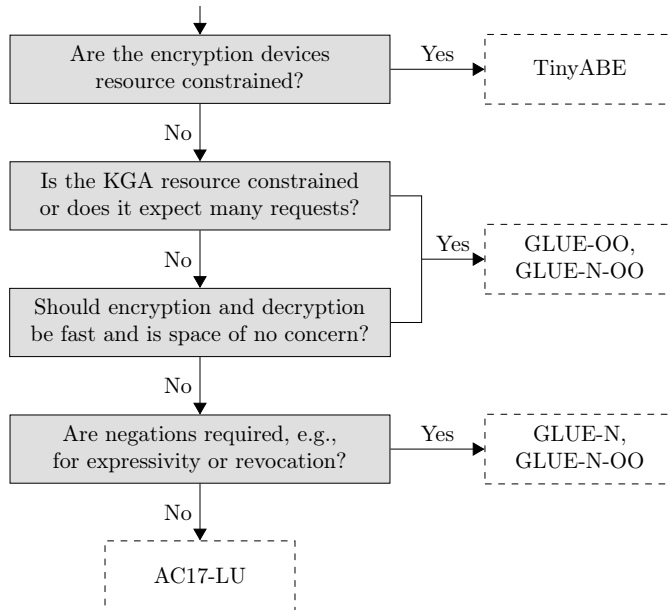 Are the encryption devices
resource constrained?
Yes
TinyABE
No
Is the KGA resource constrained
or does it expect many requests?
Yes
GLUE-OO,
GLUE-N-OO
No
Should encryption and decryption
be fast and is space of no concern?
No
Are negations required, e.g.,
for expressivity or revocation?
Yes
GLUE-N,
GLUE-N-OO
No
AC17-LU